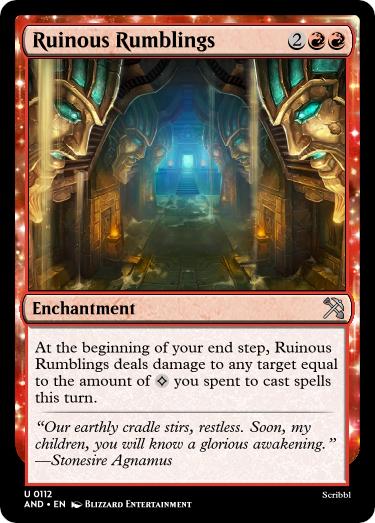 Ruinous Rumblings 2
Enchantment
At the beginning of your end step, Ruinous
Rumblings deals damage to any target equal
to the amount of you spent to cast spells
this turn.
“Our earthly cradle stirs, restless. Soon, my
children, you will know a glorious awakening.”
—Stonesire Agnamus
U 0112
AND • EN Blizzard Entertainment
Scribbl